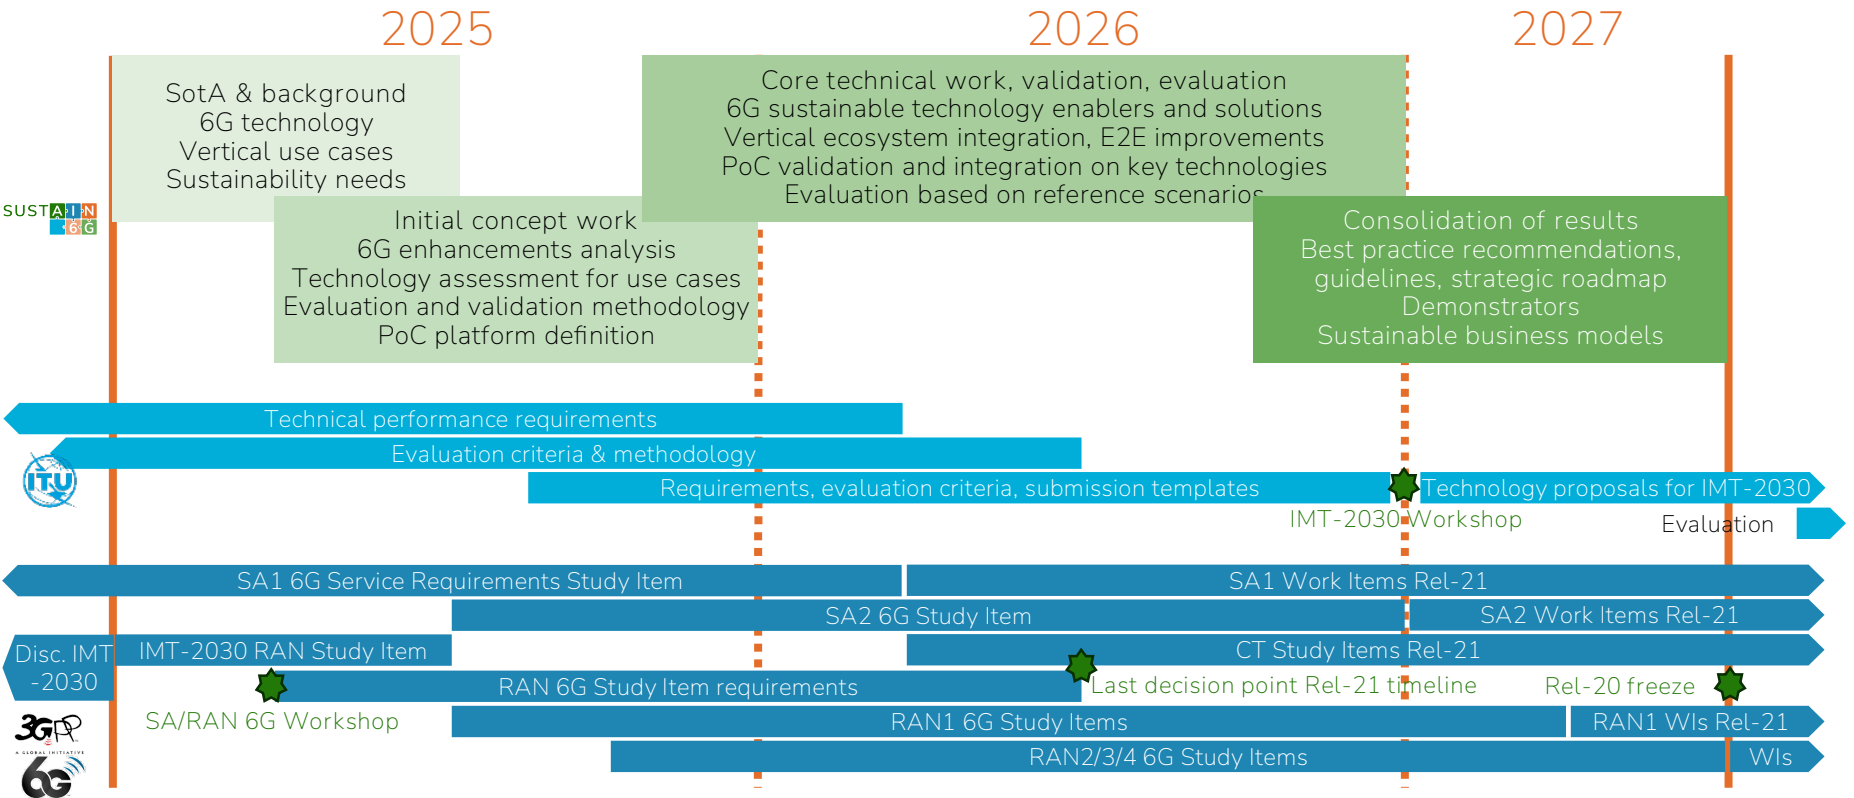 2025
2026
2027
SotA & background
6G technology
Vertical use cases
Sustainability needs
Core technical work, validation, evaluation
6G sustainable technology enablers and solutions
Vertical ecosystem integration, E2E improvements
PoC validation and integration on key technologies
Evaluation based on reference scenarios
SUSTAIN
6G
Initial concept work
6G enhancements analysis
Technology assessment for use cases
Evaluation and validation methodology
PoC platform definition
Consolidation of results
Best practice recommendations,
guidelines, strategic roadmap
Demonstrators
Sustainable business models
Technical performance requirements
Evaluation criteria & methodology
ITU
Requirements, evaluation criteria, submission templates
Technology proposals for IMT-2030
IMT-2030 Workshop
Evaluation
SA1 6G Service Requirements Study Item
SA1 Work Items Rel-21
SA2 6G Study Item
SA2 Work Items Rel-21
Disc. IMT
-2030
IMT-2030 RAN Study Item
CT Study Items Rel-21
RAN 6G Study Item requirements
Last decision point Rel-21 timeline
Rel-20 freeze
SA/RAN 6G Workshop
RAN1 6G Study Items
RAN1 WIs Rel-21
3GPP
A GLOBAL INITIATIVE
6G
RAN2/3/4 6G Study Items
WIs